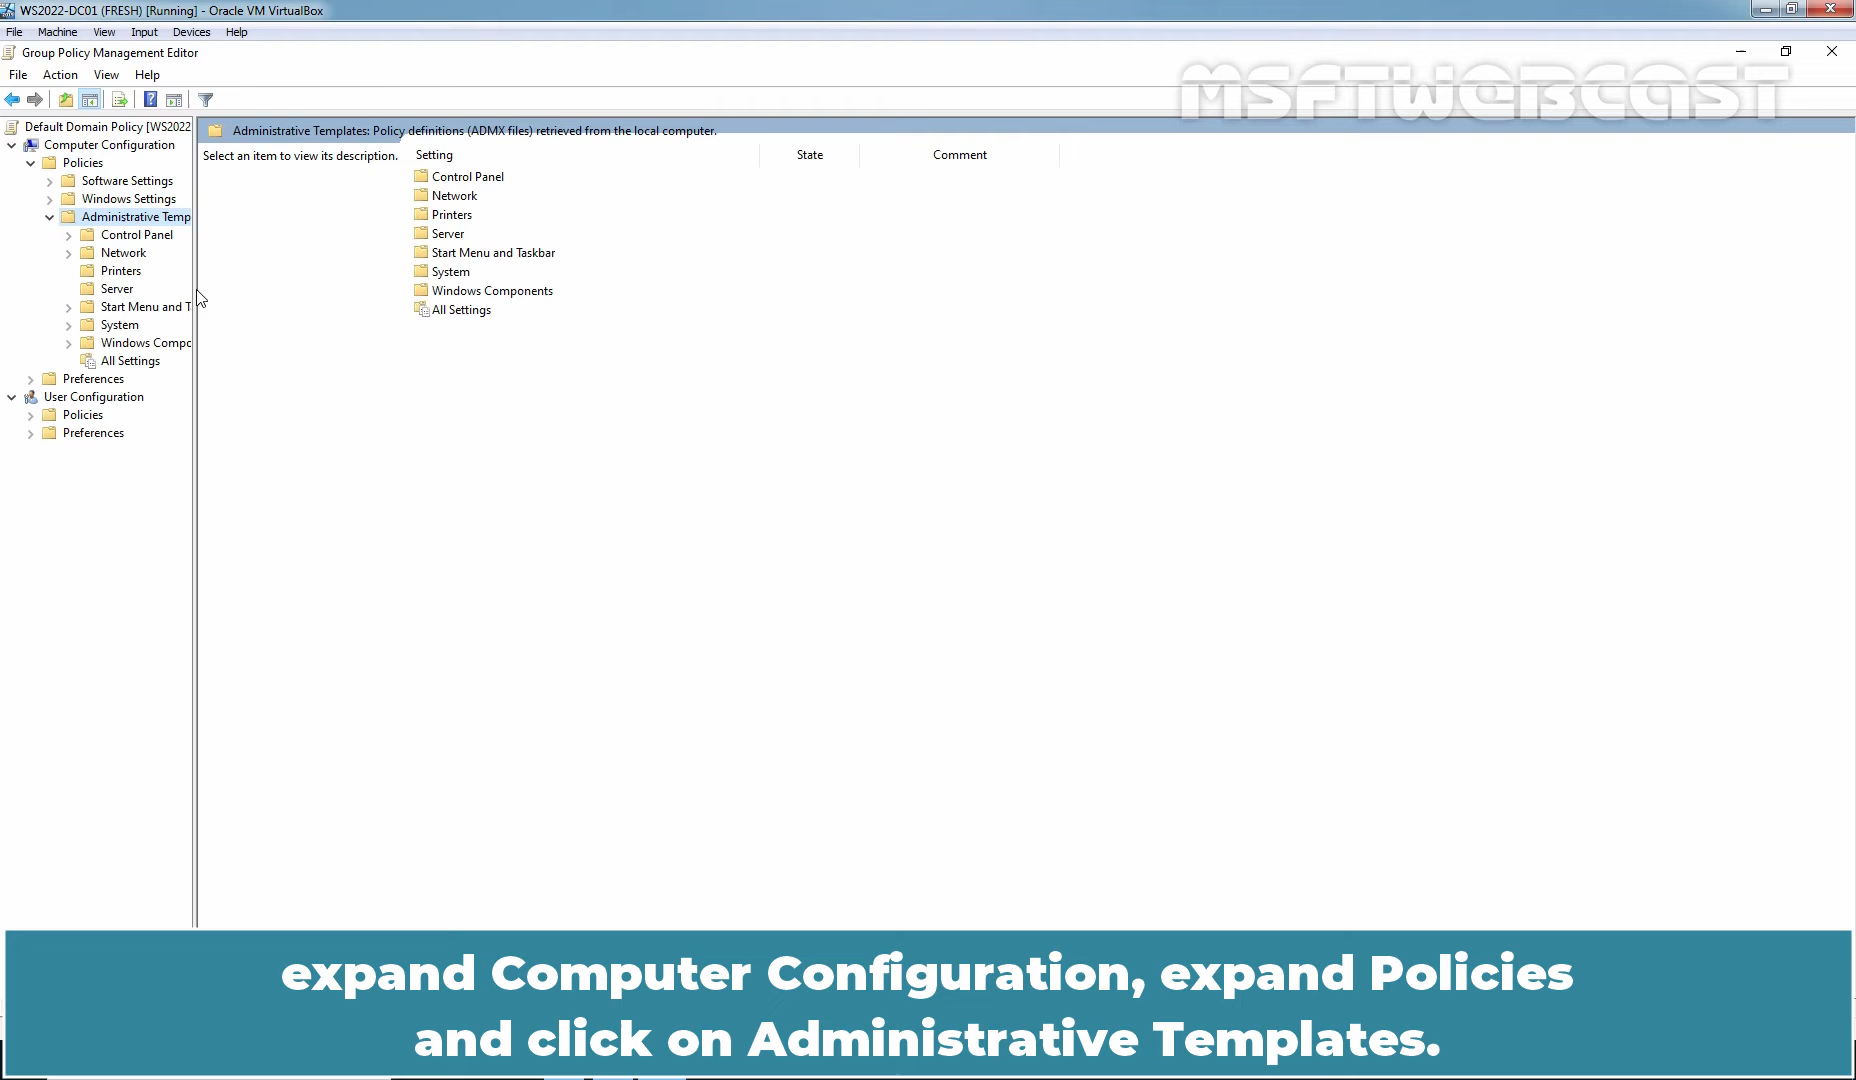 WS2022-DC01 (FRESH) [Running] - Oracle VM VirtualBox
File Machine View Input Devices Help
Group Policy Management Editor
File Action View Help
MSFTWEBCAST
Default Domain Policy [WS2022
Computer Configuration
Policies
Software Settings
Windows Settings
Administrative Temp
Control Panel
Network
Printers
Server
Start Menu and T
System
Windows Compo
All Settings
Preferences
User Configuration
Policies
Preferences
Administrative Templates: Policy definitions (ADMX files) retrieved from the local computer.
Select an item to view its description.
Setting State Comment
Control Panel
Network
Printers
Server
Start Menu and Taskbar
System
Windows Components
All Settings
expand Computer Configuration, expand Policies
and click on Administrative Templates.